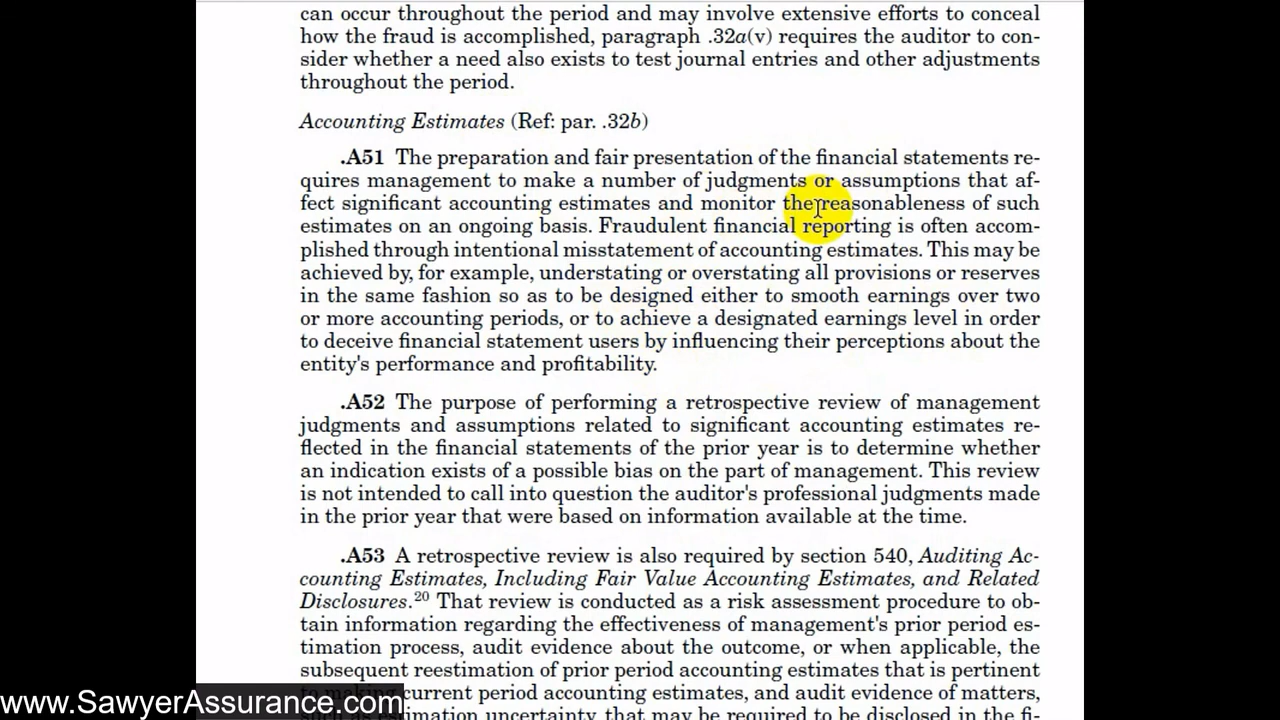 can occur throughout the period and may involve extensive efforts to conceal
how the fraud is accomplished, paragraph .32a(v) requires the auditor to con-
sider whether a need also exists to test journal entries and other adjustments
throughout the period.
Accounting Estimates (Ref: par. .32b)
.A51 The preparation and fair presentation of the financial statements re-
quires management to make a number of judgments or assumptions that af-
fect significant accounting estimates and monitor the reasonableness of such
estimates on an ongoing basis. Fraudulent financial reporting is often accom-
plished through intentional misstatement of accounting estimates. This may be
achieved by, for example, understating or overstating all provisions or reserves
in the same fashion so as to be designed either to smooth earnings over two
or more accounting periods, or to achieve a designated earnings level in order
to deceive financial statement users by influencing their perceptions about the
entity's performance and profitability.
.A52 The purpose of performing a retrospective review of management
judgments and assumptions related to significant accounting estimates re-
flected in the financial statements of the prior year is to determine whether
an indication exists of a possible bias on the part of management. This review
is not intended to call into question the auditor's professional judgments made
in the prior year that were based on information available at the time.
.A53 A retrospective review is also required by section 540, Auditing Ac-
counting Estimates, Including Fair Value Accounting Estimates, and Related
Disclosures.20 That review is conducted as a risk assessment procedure to ob-
tain information regarding the effectiveness of management's prior period es-
timation process, audit evidence about the outcome, or when applicable, the
subsequent reestimation of prior period accounting estimates that is pertinent
to making current period accounting estimates, and audit evidence of matters,
such as estimation uncertainty, that may be required to be disclosed in the fi-
www.SawyerAssurance.com